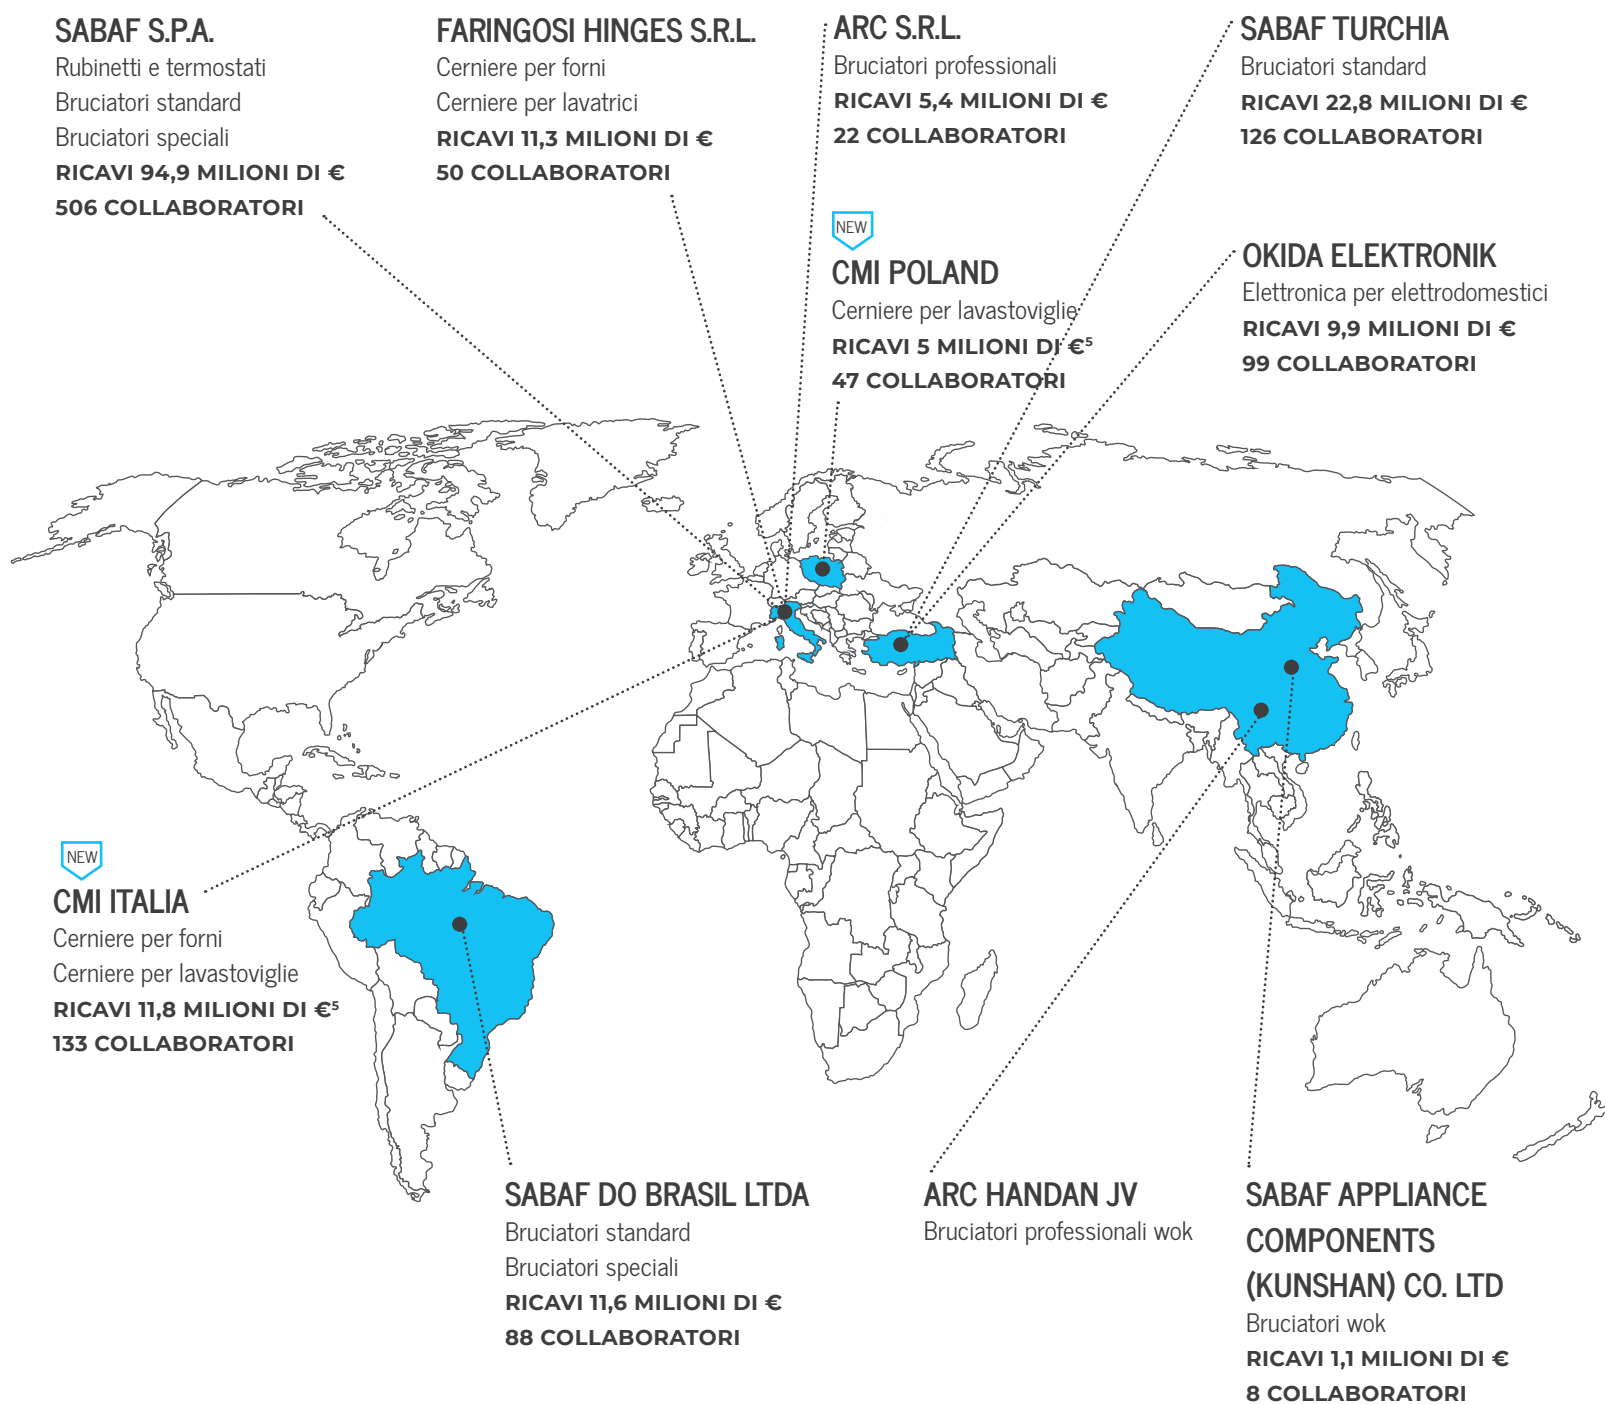 SABAF S.P.A.
Rubinetti e termostati
Bruciatori standard
Bruciatori speciali
RICAVI 94,9 MILIONI DI €
506 COLLABORATORI
FARINGOSI HINGES S.R.L.
Cerniere per forni
Cerniere per lavatrici
RICAVI 11,3 MILIONI DI €
50 COLLABORATORI
ARC S.R.L.
Bruciatori professionali
RICAVI 5,4 MILIONI DI €
22 COLLABORATORI
SABAF TURCHIA
Bruciatori standard
RICAVI 22,8 MILIONI DI €
126 COLLABORATORI
NEW
CMI POLAND
Cerniere per lavastoviglie
RICAVI 5 MILIONI DI €⁵
47 COLLABORATORI
OKIDA ELEKTRONIK
Elettronica per elettrodomestici
RICAVI 9,9 MILIONI DI €
99 COLLABORATORI
NEW
CMI ITALIA
Cerniere per forni
Cerniere per lavastoviglie
RICAVI 11,8 MILIONI DI €⁵
133 COLLABORATORI
SABAF DO BRASIL LTDA
Bruciatori standard
Bruciatori speciali
RICAVI 11,6 MILIONI DI €
88 COLLABORATORI
ARC HANDAN JV
Bruciatori professionali wok
SABAF APPLIANCE
COMPONENTS
(KUNSHAN) CO. LTD
Bruciatori wok
RICAVI 1,1 MILIONI DI €
8 COLLABORATORI